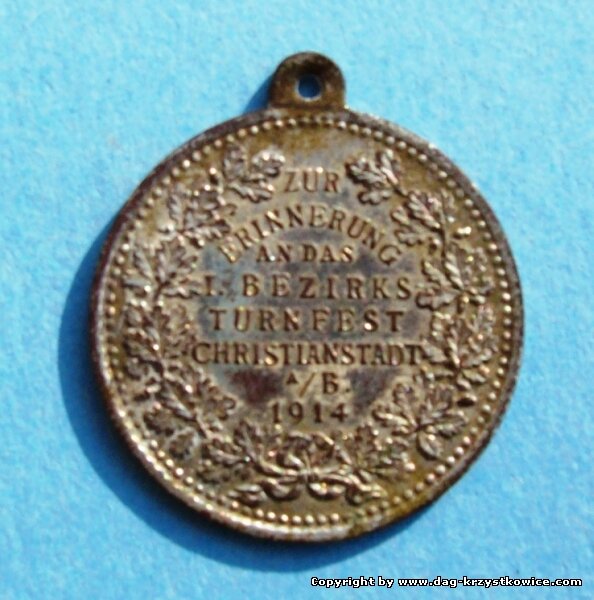 ZUR
ERINNERUNG
AN DAS
I. BEZIRKS
TURNFEST
CHRISTIANSTADT
A/B.
1914
Copyright by www.dag-krzystkowice.com